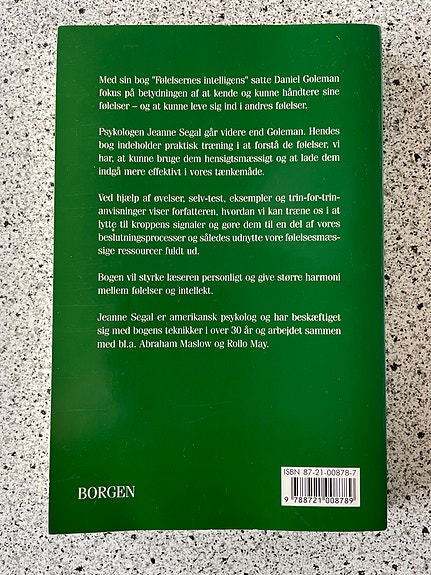 Med sin bog "Følelsernes intelligens" satte Daniel Goleman
fokus på betydningen af at kende og kunne håndtere sine
følelser – og at kunne leve sig ind i andres følelser.
Psykologen Jeanne Segal går videre end Goleman. Hendes
bog indeholder praktisk træning i at forstå de følelser, vi
har, at kunne bruge dem hensigtsmæssigt og at lade dem
indgå mere effektivt i vores tænkemåde.
Ved hjælp af øvelser, selv-test, eksempler og trin-for-trin-
anvisninger viser forfatteren, hvordan vi kan træne os i at
lytte til kroppens signaler og gøre dem til en del af vores
beslutningsprocesser og således udnytte vore følelsesmæs-
sige ressourcer fuldt ud.
Bogen vil styrke læseren personligt og give større harmoni
mellem følelser og intellekt.
Jeanne Segal er amerikansk psykolog og har beskæftiget
sig med bogens teknikker i over 30 år og arbejdet sammen
med bl.a. Abraham Maslow og Rollo May.
ISBN 87-21-00878-7
9 788721 008789
BORGEN